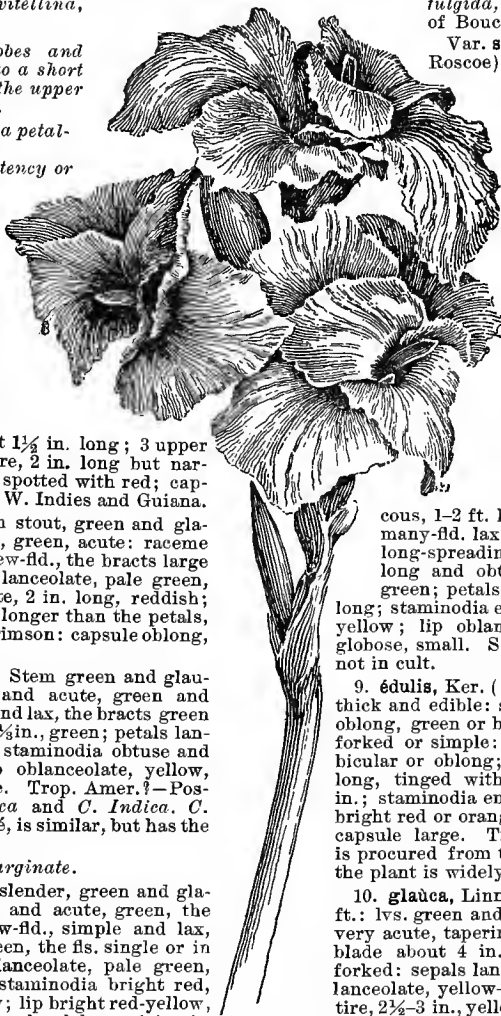 vitellina,
obes and
to a short
the upper
a petal-
tency or
t 1½ in. long; 3 upper
re, 2 in. long but nar-
spotted with red; cap-
W. Indies and Guiana.
n stout, green and gla-
, green, acute: raceme
ew-fld., the bracts large
lanceolate, pale green,
te, 2 in. long, reddish;
longer than the petals,
rimson: capsule oblong,
Stem green and glau-
and acute, green and
nd lax, the bracts green
⅓in., green; petals lan-
staminodia obtuse and
p oblanceolate, yellow,
e. Trop. Amer.?—Pos-
ca and C. Indica. C.
é, is similar, but has the
arginate.
slender, green and gla-
and acute, green, the
w-fld., simple and lax,
een, the fls. single or in
lanceolate, pale green,
staminodia bright red,
; lip bright red-yellow,
fulgida,
of Bouc
Var. s
Roscoe)
cous, 1-2 ft. l
many-fld. lax
long-spreading
long and obt
green; petals
long; staminodia e
yellow; lip oblan
globose, small. S
not in cult.
9. édulis, Ker. (
thick and edible: s
oblong, green or b
forked or simple:
bicular or oblong;
long, tinged with
in.; staminodia en
bright red or orang
capsule large. T
is procured from t
the plant is widely
10. glaùca, Linn
ft.: lvs. green and
very acute, taperin
blade about 4 in.
forked: sepals lan
lanceolate, yellow-
tire, 2½-3 in., yell